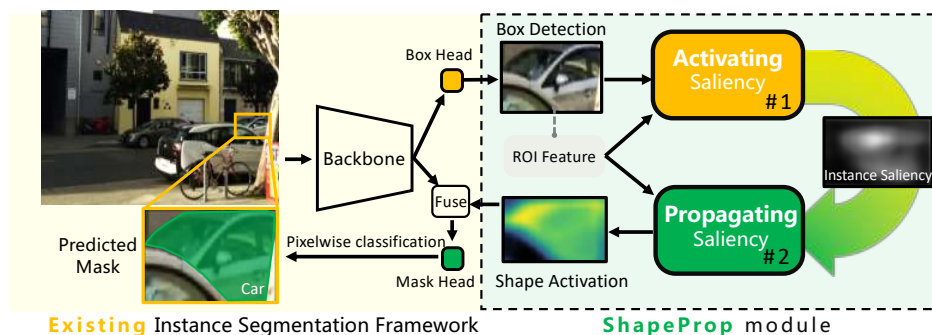 Box Detection
Box Head
Activating
Saliency
#1
Backbone
ROI Feature
Instance Saliency
Fuse
Propagating
Saliency
#2
Predicted
Mask
Pixelwise classification
Car
Mask Head
Shape Activation
Existing Instance Segmentation Framework
ShapeProp module